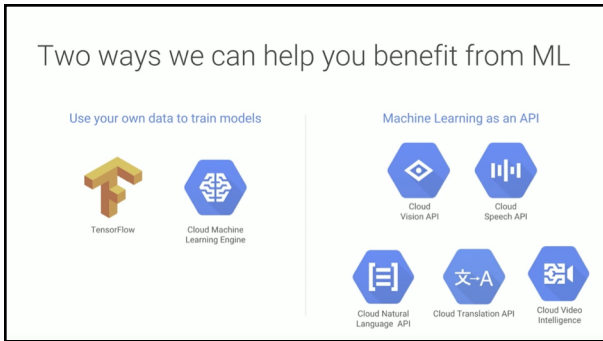 Two ways we can help you benefit from ML
Use your own data to train models
TensorFlow
Cloud Machine
Learning Engine
Machine Learning as an API
Cloud
Vision API
Cloud
Speech API
Cloud Natural
Language API
文→A
Cloud Translation API
Cloud Video
Intelligence